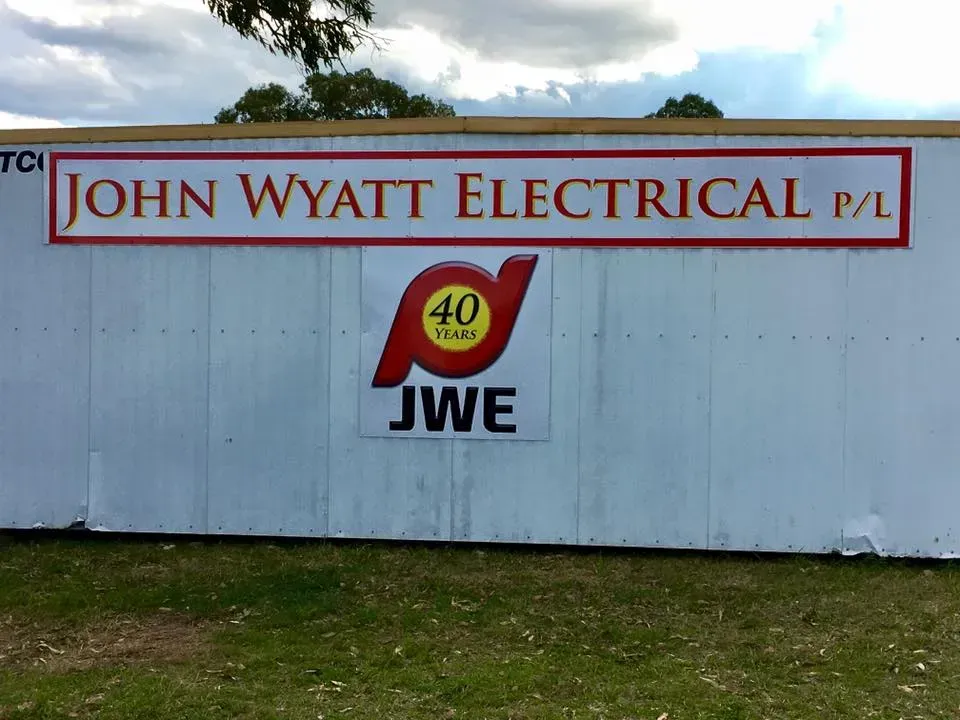 JOHN WYATT ELECTRICAL P/L
40
YEARS
JWE